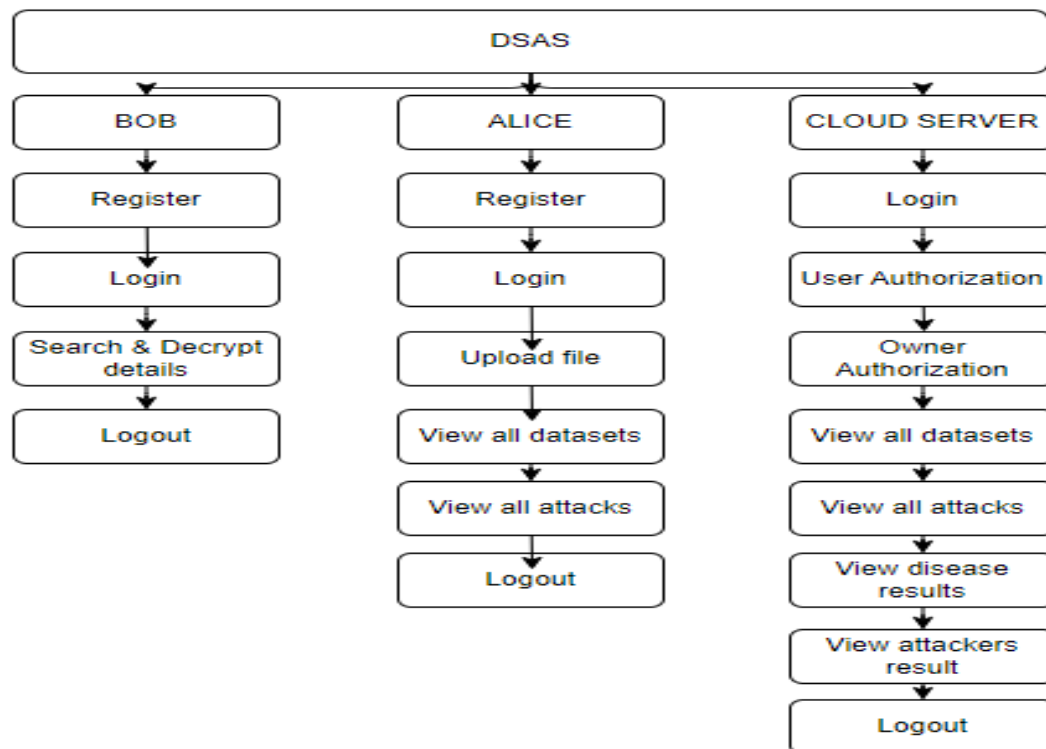 DSAS
BOB
ALICE
CLOUD SERVER
Register
Register
Login
Login
Login
User Authorization
Search & Decrypt
details
Upload file
Owner
Authorization
Logout
View all datasets
View all datasets
View all attacks
View all attacks
Logout
View disease
results
View attackers
result
Logout